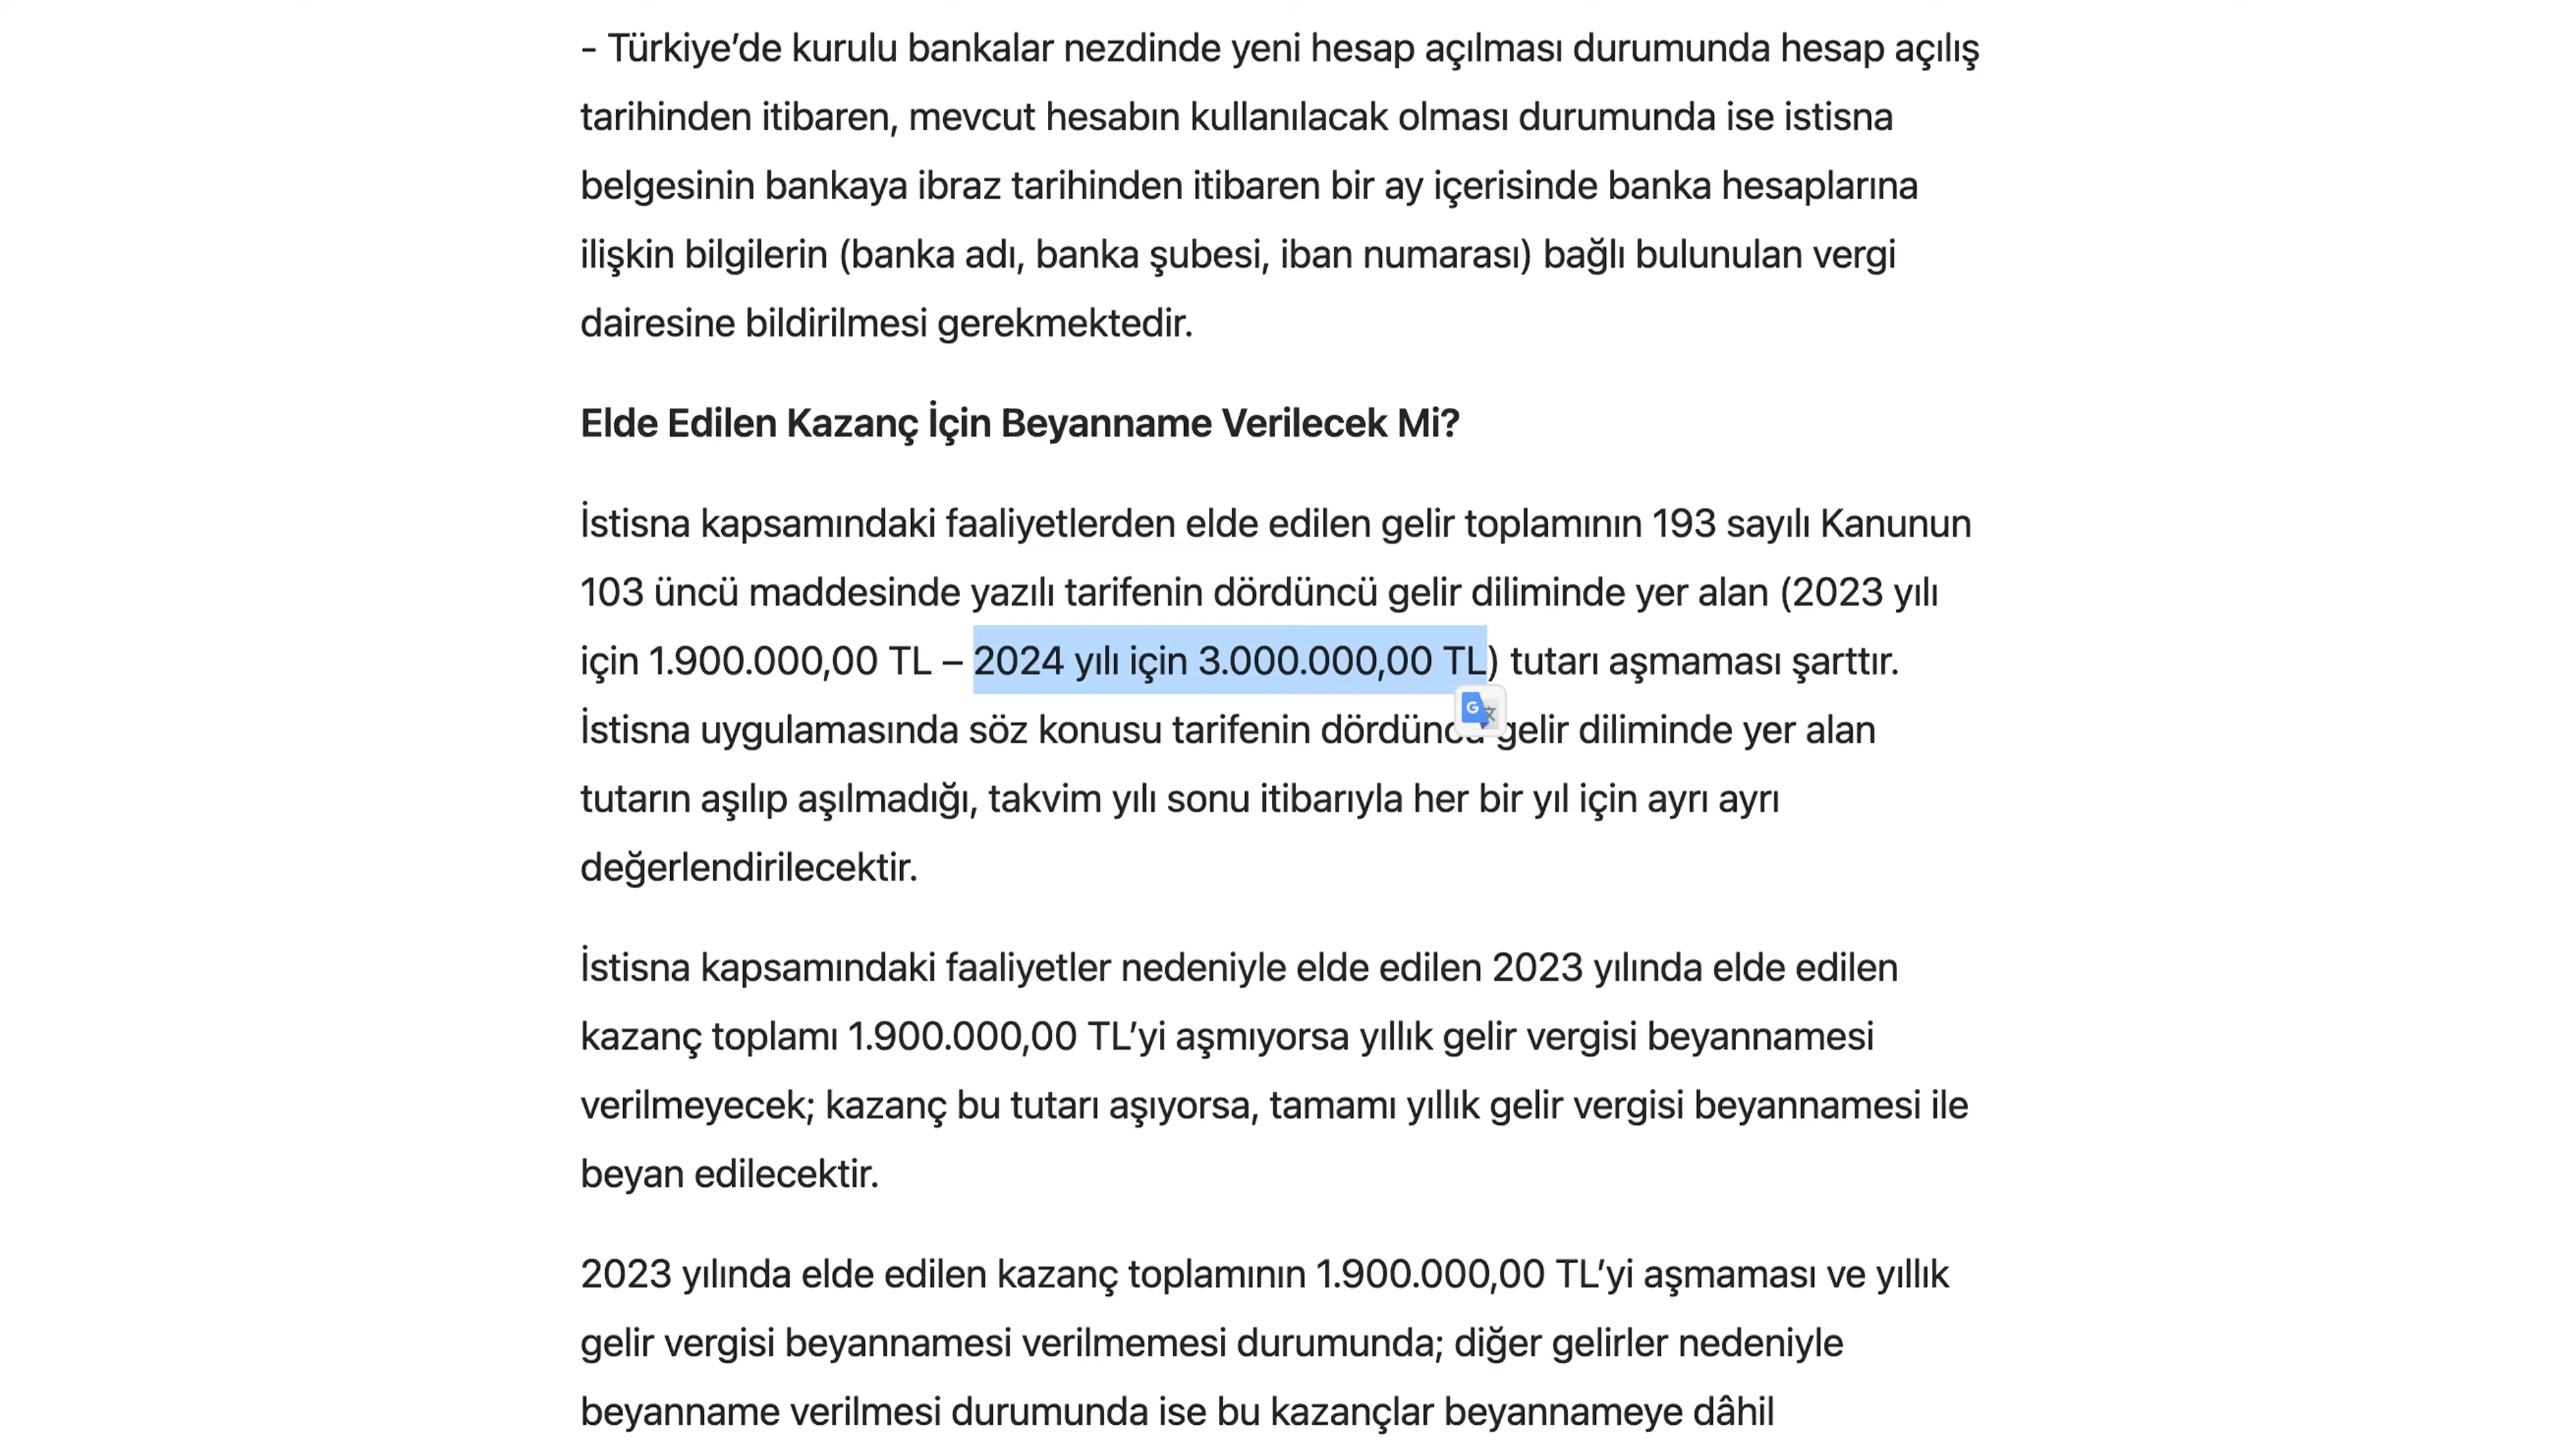 - Türkiye’de kurulu bankalar nezdinde yeni hesap açılması durumunda hesap açılış
tarihinden itibaren, mevcut hesabın kullanılacak olması durumunda ise istisna
belgesinin bankaya ibraz tarihinden itibaren bir ay içerisinde banka hesaplarına
ilişkin bilgilerin (banka adı, banka şubesi, iban numarası) bağlı bulunulan vergi
dairesine bildirilmesi gerekmektedir.
Elde Edilen Kazanç İçin Beyanname Verilecek Mi?
İstisna kapsamındaki faaliyetlerden elde edilen gelir toplamının 193 sayılı Kanunun
103 üncü maddesinde yazılı tarifenin dördüncü gelir diliminde yer alan (2023 yılı
için 1.900.000,00 TL – 2024 yılı için 3.000.000,00 TL) tutarı aşmaması şarttır.
İstisna uygulamasında söz konusu tarifenin dördüncü gelir diliminde yer alan
tutarın aşılıp aşılmadığı, takvim yılı sonu itibarıyla her bir yıl için ayrı ayrı
değerlendirilecektir.
İstisna kapsamındaki faaliyetler nedeniyle elde edilen 2023 yılında elde edilen
kazanç toplamı 1.900.000,00 TL’yi aşmıyorsa yıllık gelir vergisi beyannamesi
verilmeyecek; kazanç bu tutarı aşıyorsa, tamamı yıllık gelir vergisi beyannamesi ile
beyan edilecektir.
2023 yılında elde edilen kazanç toplamının 1.900.000,00 TL’yi aşmaması ve yıllık
gelir vergisi beyannamesi verilmemesi durumunda; diğer gelirler nedeniyle
beyanname verilmesi durumunda ise bu kazançlar beyannameye dâhil